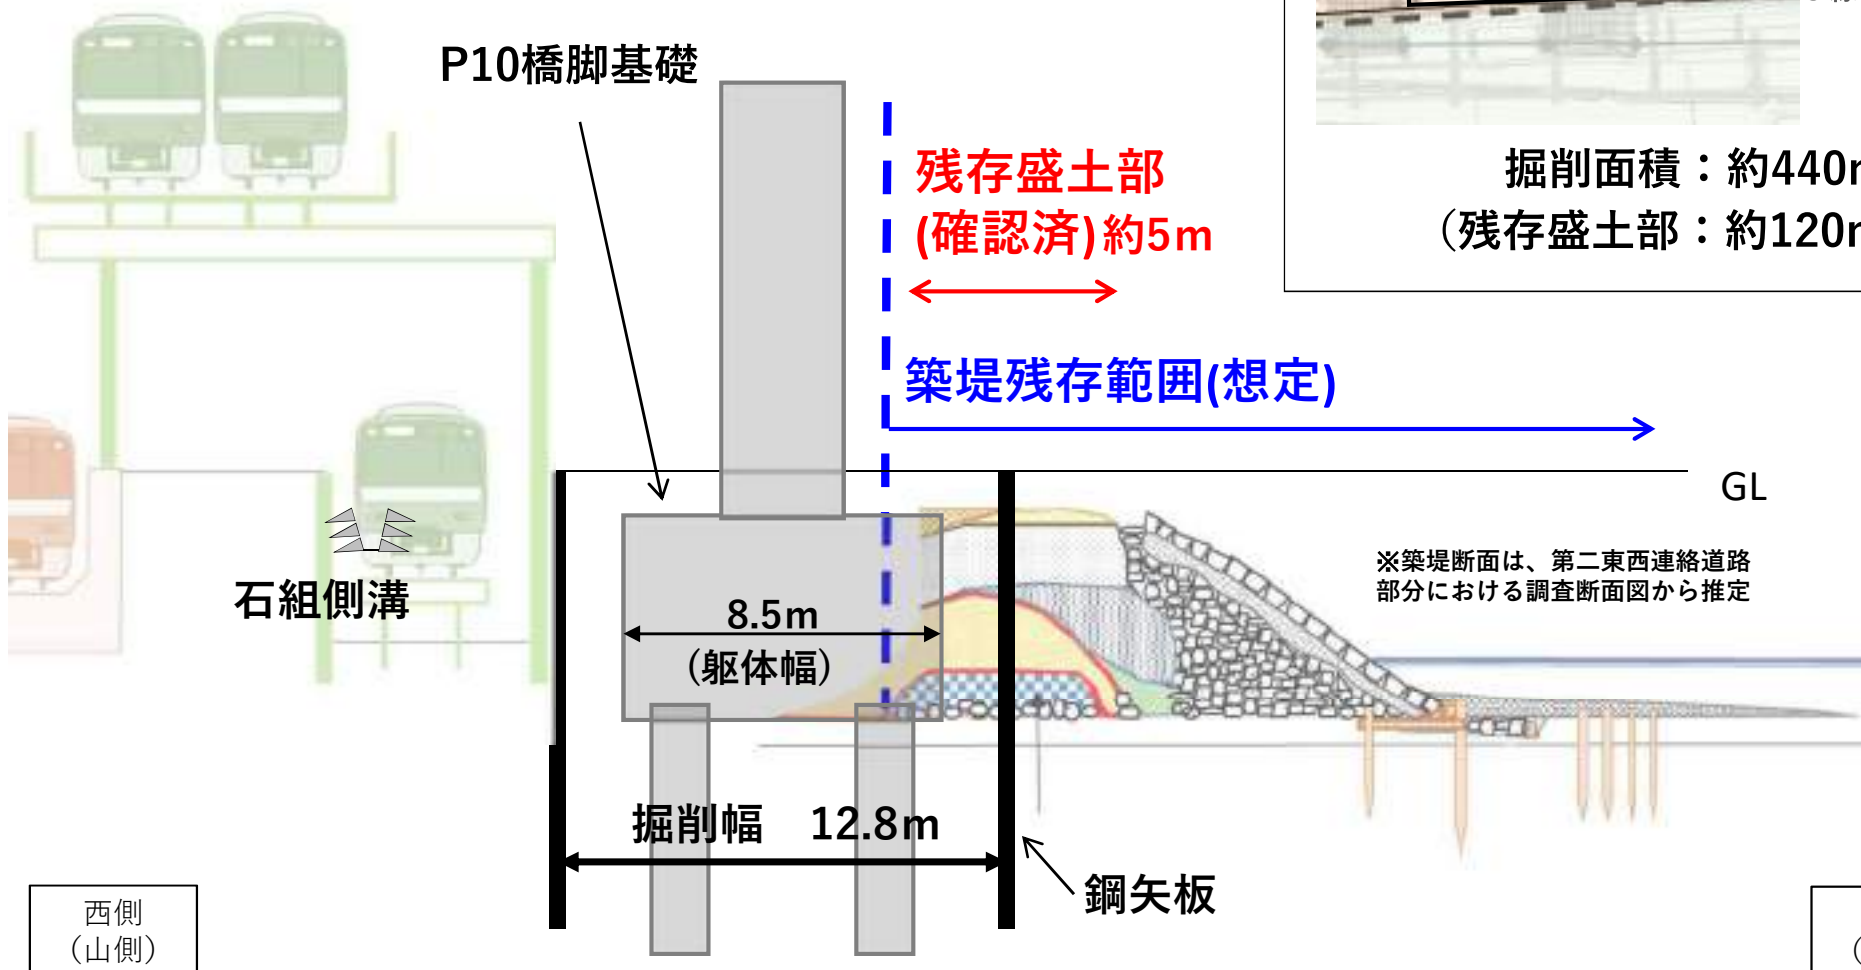 P10橋脚基礎
残存盛土部
(確認済)約5m
掘削面積：約440m
（残存盛土部：約120m
築堤残存範囲(想定)
GL
※築堤断面は、第二東西連絡道路
部分における調査断面図から推定
石組側溝
8.5m
(躯体幅)
掘削幅 12.8m
鋼矢板
西側
（山側）
（